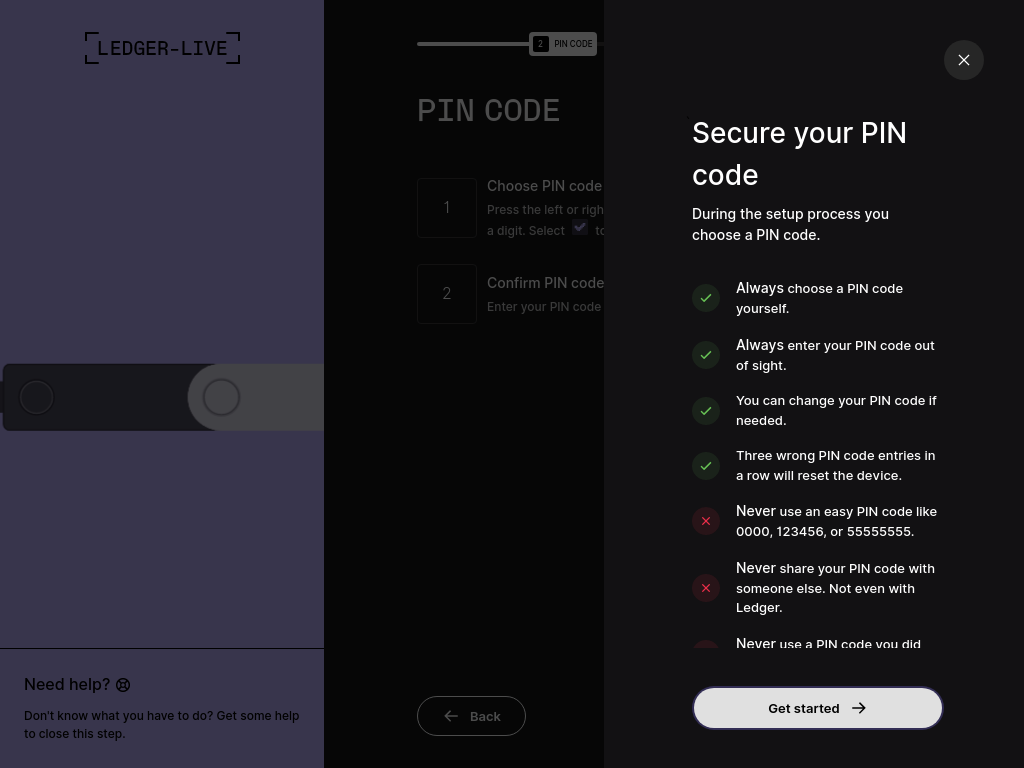 LEDGER-LIVE
2 PIN CODE
PIN CODE
1
Choose PIN code
Press the left or righ
a digit. Select to
2
Confirm PIN code
Enter your PIN code
Back
Need help?
Don't know what you have to do? Get some help
to close this step.
Secure your PIN
code
During the setup process you
choose a PIN code.
Always choose a PIN code
yourself.
Always enter your PIN code out
of sight.
You can change your PIN code if
needed.
Three wrong PIN code entries in
a row will reset the device.
Never use an easy PIN code like
0000, 123456, or 55555555.
Never share your PIN code with
someone else. Not even with
Ledger.
Never use a PIN code you did
Get started